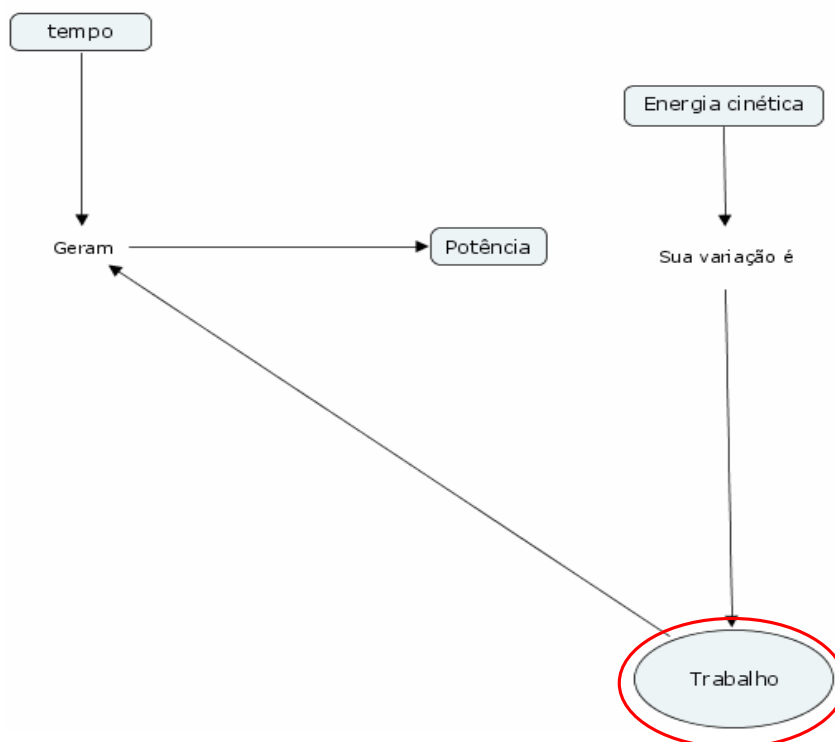 tempo
Energia cinética
Geram
Potência
Sua variação é
Trabalho